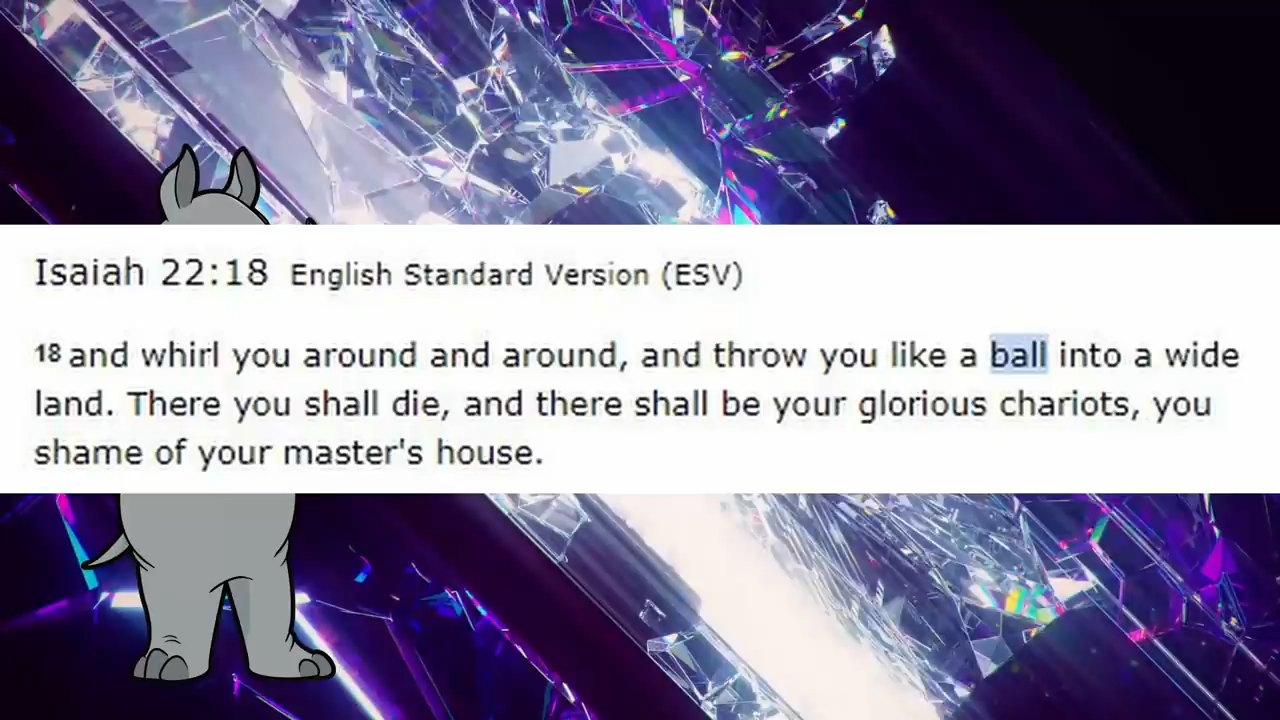 Isaiah 22:18 English Standard Version (ESV)
18 and whirl you around and around, and throw you like a ball into a wide
land. There you shall die, and there shall be your glorious chariots, you
shame of your master's house.